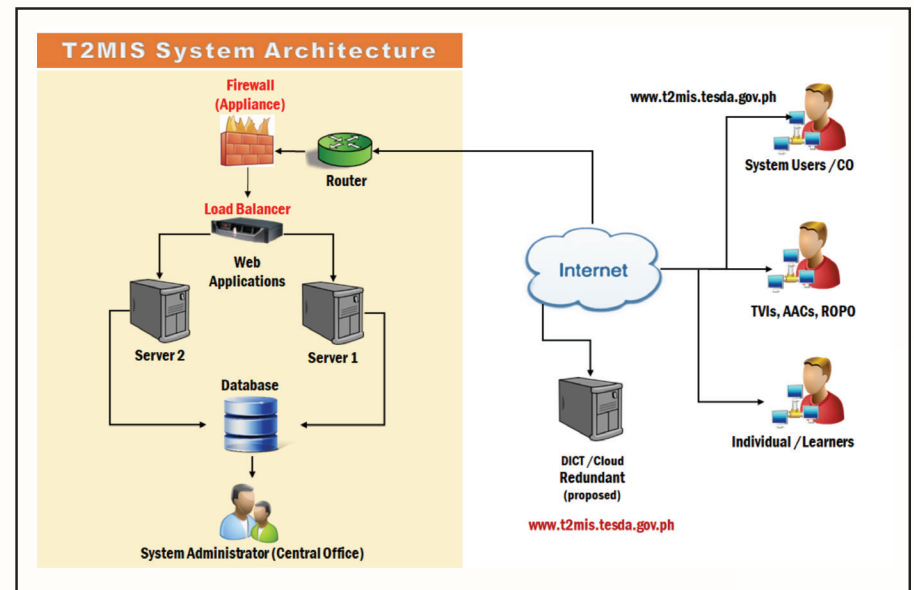 T2MIS System Architecture
Firewall
(Appliance)
Router
Load Balancer
Web
Applications
Server 2
Server 1
Database
System Administrator (Central Office)
www.t2mis.tesda.gov.ph
System Users / CO
Internet
TVIs, AACs, ROPO
Individual / Learners
DICT / Cloud
Redundant
(proposed)
www.t2mis.tesda.gov.ph